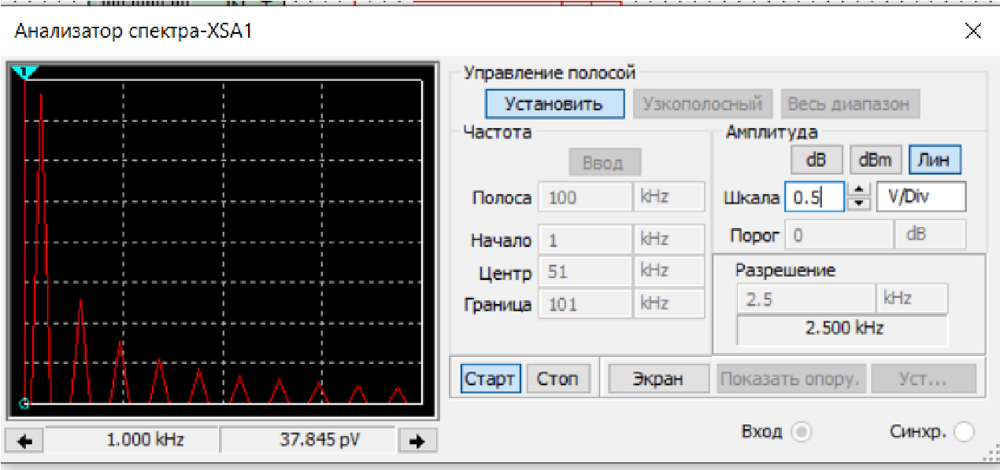 Анализатор спектра-XSA1
1
Управление полосой
Установить Узкополосный Весь диапазон
Частота
Ввод
Полоса 100 kHz
Начало 1 kHz
Центр 51 kHz
Граница 101 kHz
Амплитуда
dB dBm Лин
Шкала 0.5 V/Div
Порог 0 dB
Разрешение
2.5 kHz
2.500 kHz
Старт Стоп Экран Показать опору. Уст...
1.000 kHz 37.845 pV
Вход Синхр.